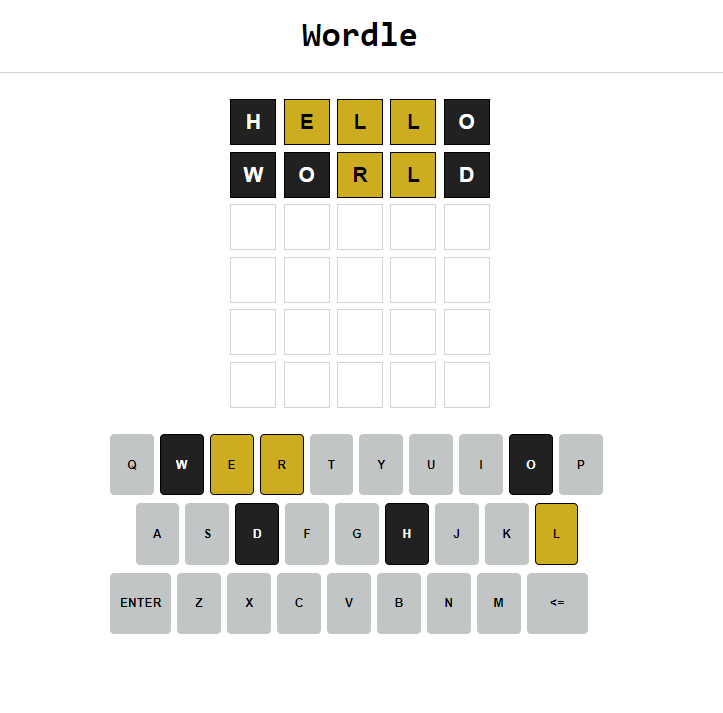 Wordle
H E L L O
W O R L D
Q W E R T Y U I O P
A S D F G H J K L
ENTER Z X C V B N M <=